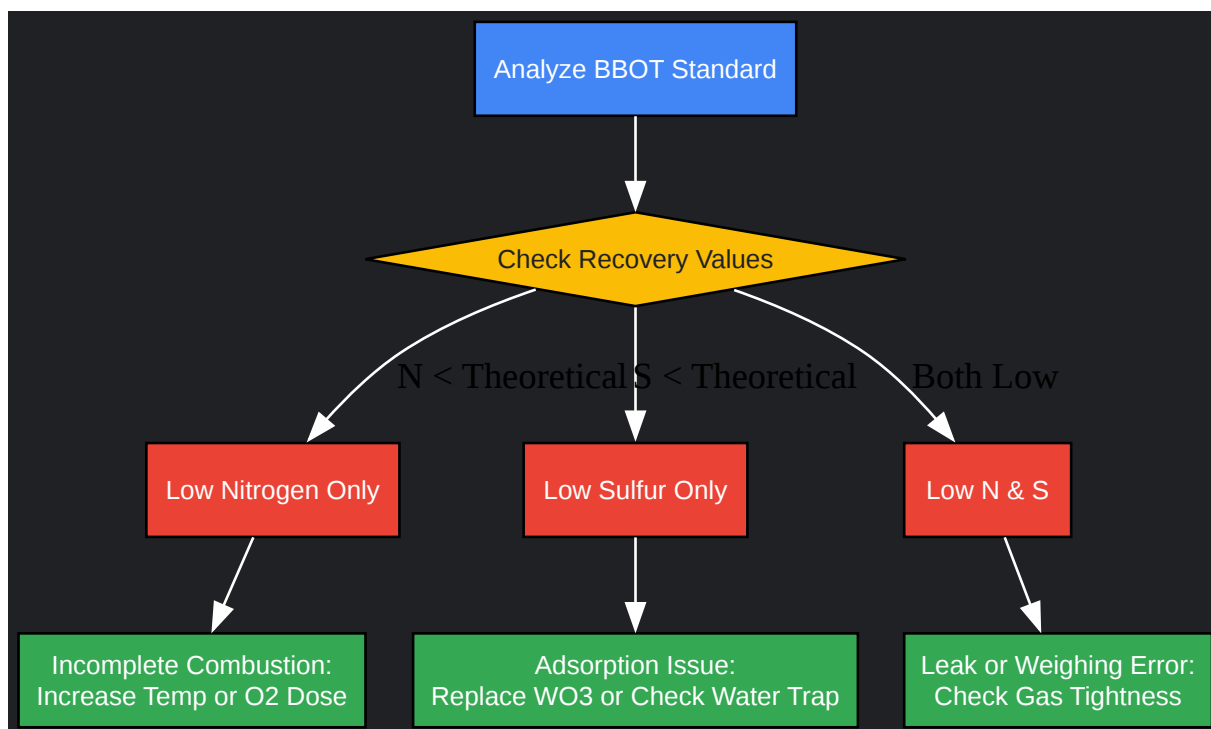 Analyze BBOT Standard
Check Recovery Values
N < Theoretical
S < Theoretical
Both Low
Low Nitrogen Only
Low Sulfur Only
Low N & S
Incomplete Combustion:
Increase Temp or O2 Dose
Adsorption Issue:
Replace WO3 or Check Water Trap
Leak or Weighing Error:
Check Gas Tightness